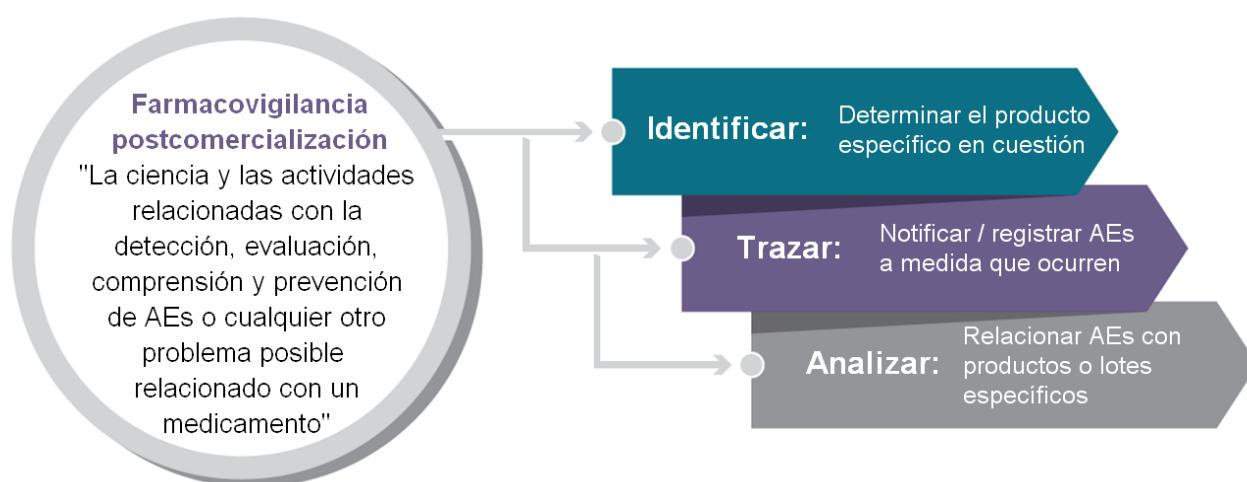 Farmacovigilancia
postcomercialización
"La ciencia y las actividades
relacionadas con la
detección, evaluación,
comprensión y prevención
de AEs o cualquier otro
problema posible
relacionado con un
medicamento"
Identificar:
Determinar el producto
específico en cuestión
Trazar:
Notificar / registrar AEs
a medida que ocurren
Analizar:
Relacionar AEs con
productos o lotes
específicos